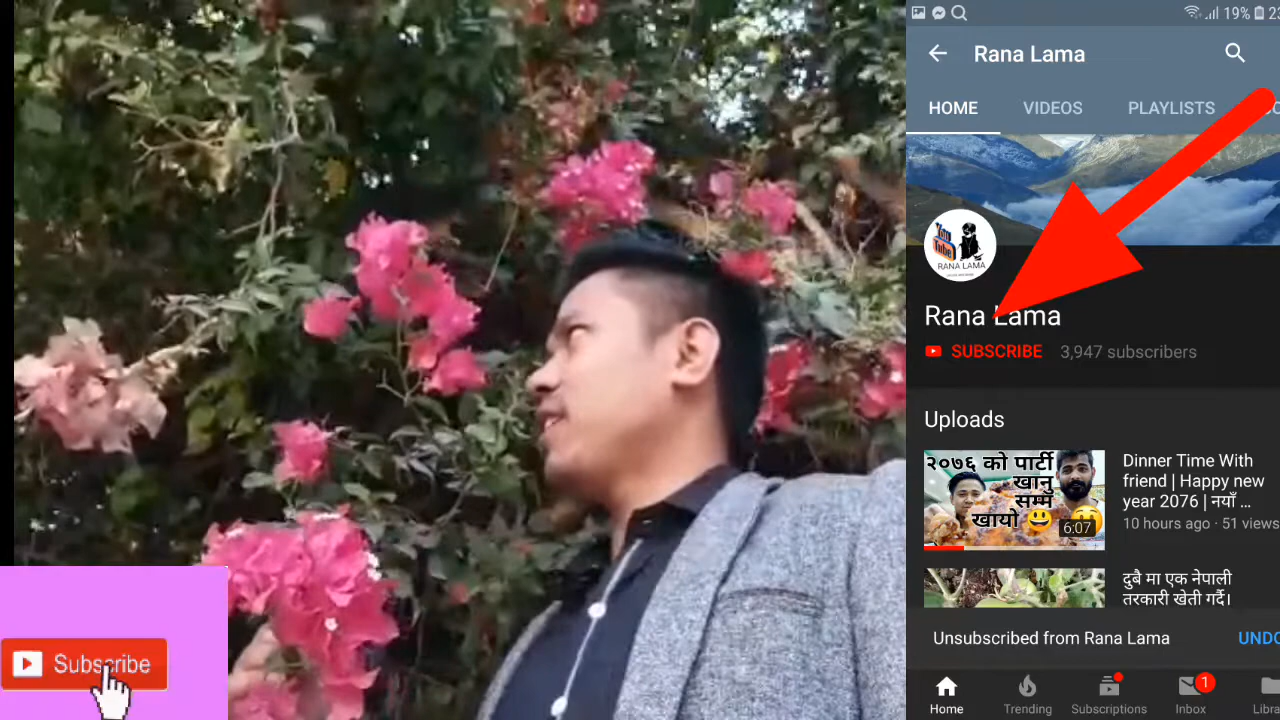 19%
Rana Lama
HOME VIDEOS PLAYLISTS
You
Tube
RANA LAMA
Rana Lama
SUBSCRIBE 3,947 subscribers
Uploads
२०७६ को पार्टी
खानु
सम्म
खायो
6:07
Dinner Time With
friend | Happy new
year 2076 | नयाँ ...
10 hours ago · 51 views
दुबै मा एक नेपाली
तरकारी खेती गर्दै।
Unsubscribed from Rana Lama
Home Trending Subscriptions Inbox
1
Subscribe